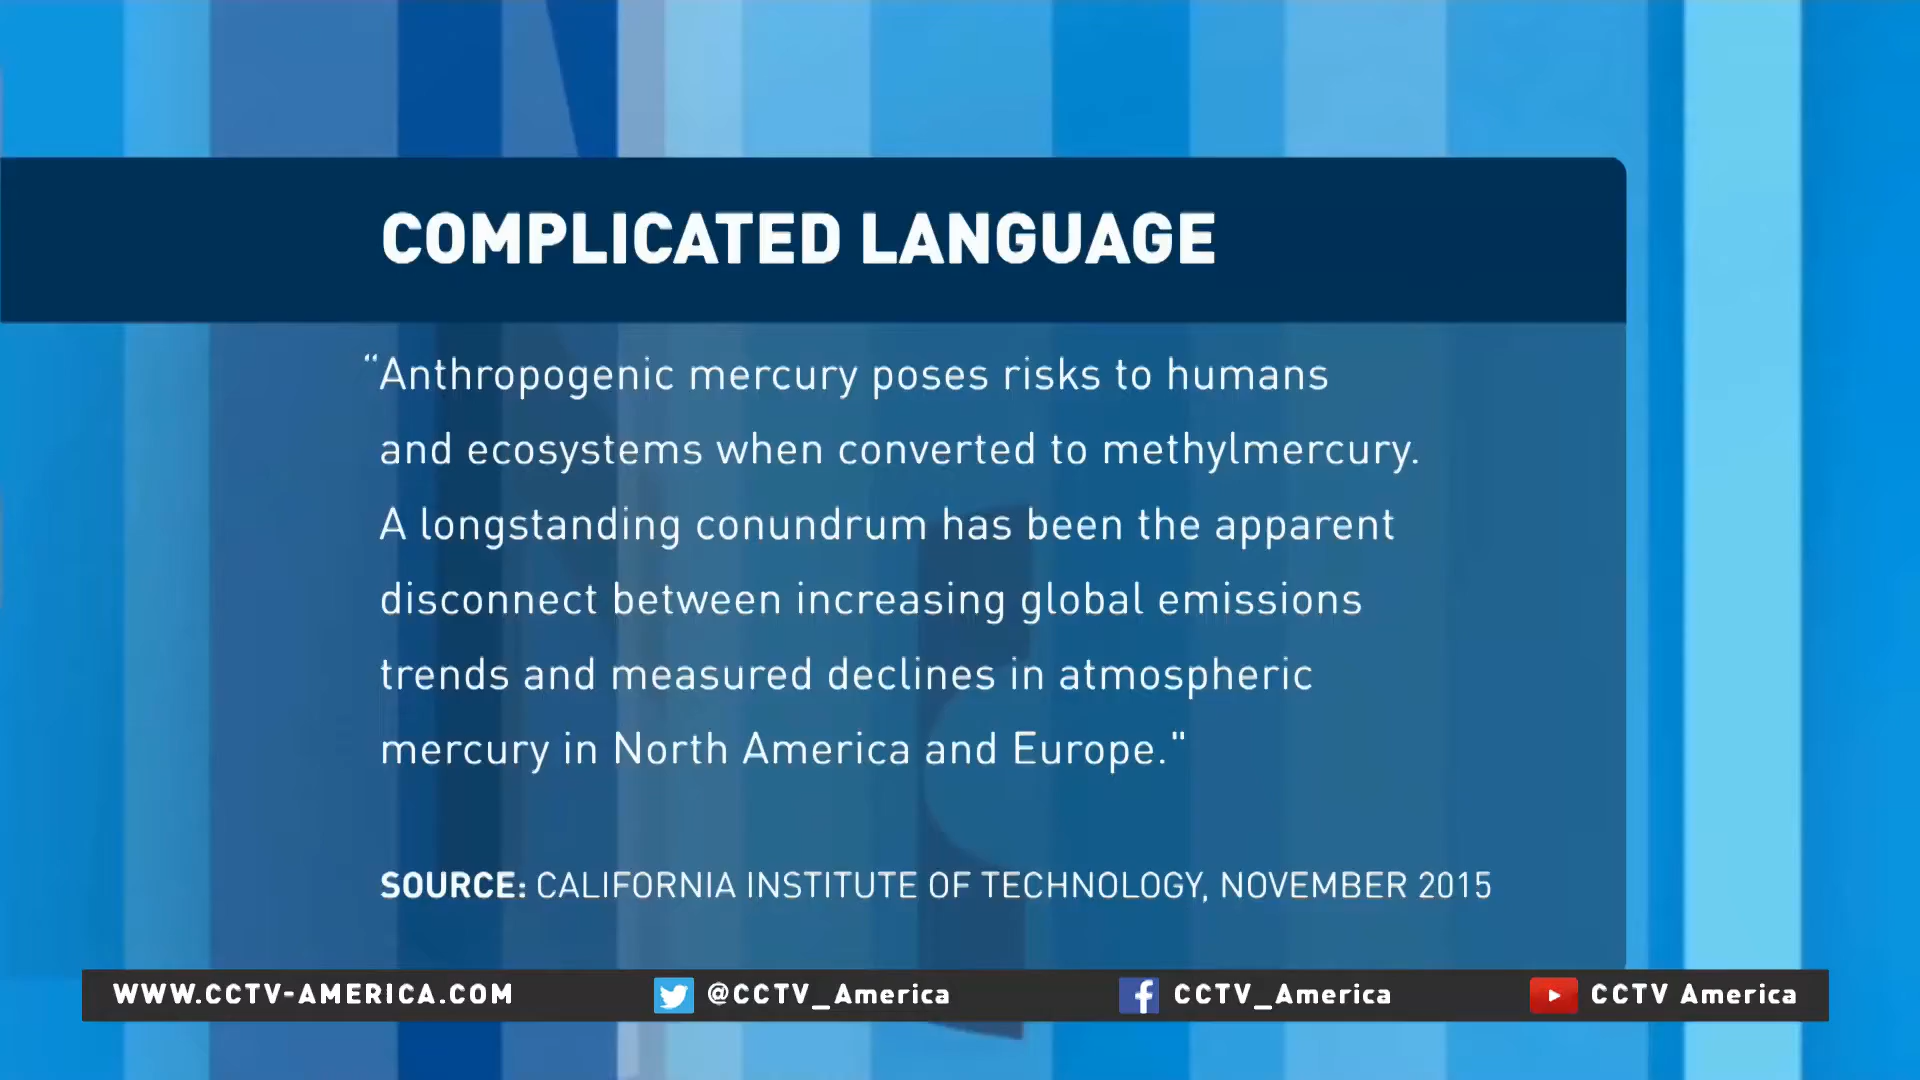 COMPLICATED LANGUAGE
“Anthropogenic mercury poses risks to humans
and ecosystems when converted to methylmercury.
A longstanding conundrum has been the apparent
disconnect between increasing global emissions
trends and measured declines in atmospheric
mercury in North America and Europe."
SOURCE: CALIFORNIA INSTITUTE OF TECHNOLOGY, NOVEMBER 2015
WWW.CCTV-AMERICA.COM @CCTV_America CCTV_America CCTV America